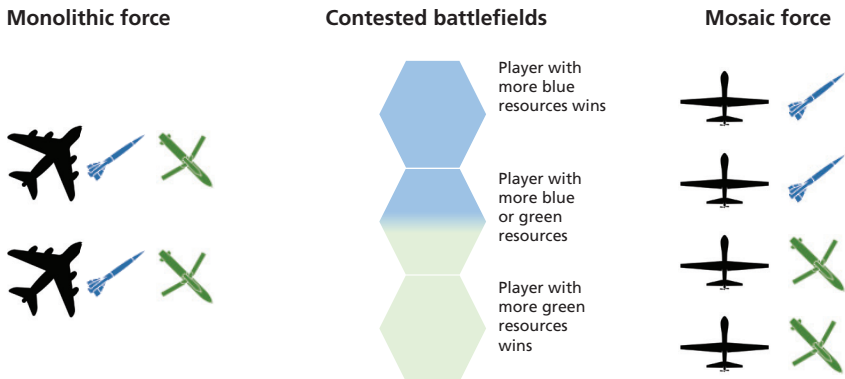 Monolithic force
Contested battlefields
Mosaic force
Player with
more blue
resources wins
Player with
more blue
or green
resources
Player with
more green
resources
wins